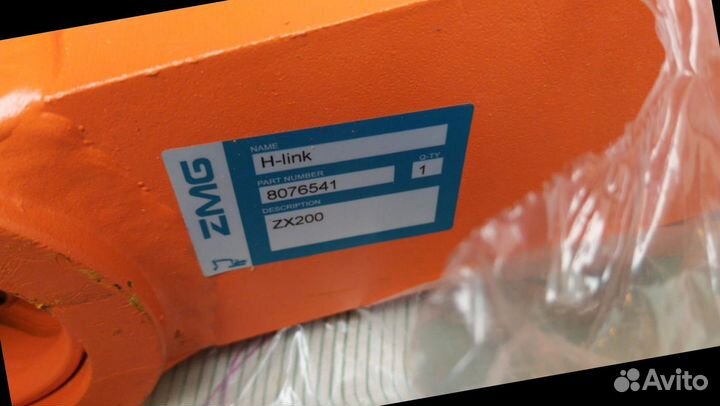 ZMG
NAME
H-link
PART NUMBER
Q-TY
8076541
1
DESCRIPTION
ZX200
Avito